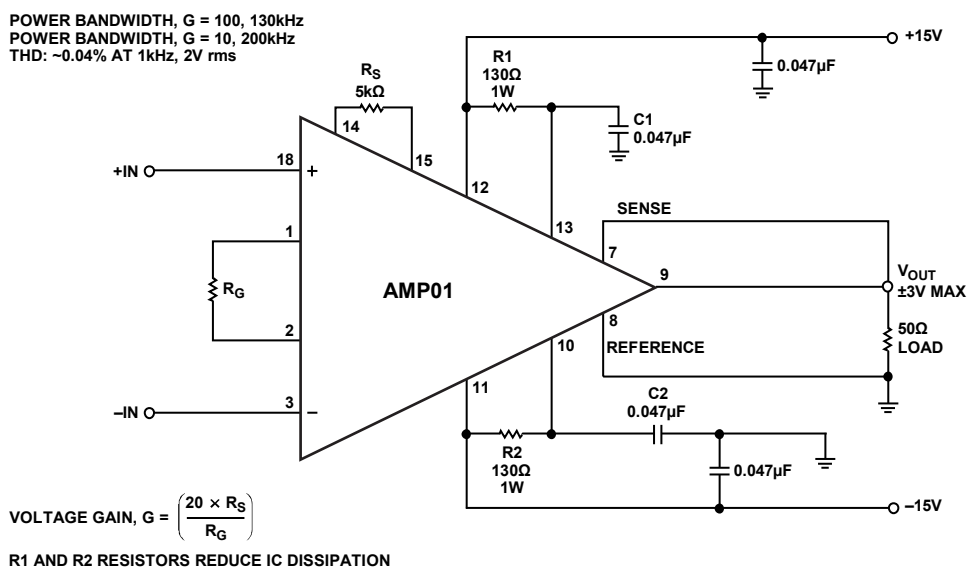 POWER BANDWIDTH, G = 100, 130kHz
POWER BANDWIDTH, G = 10, 200kHz
THD: ~0.04% AT 1kHz, 2V rms
+15V
R1
130Ω
1W
0.047µF
RS
5kΩ
C1
0.047µF
14
15
18
+IN
+
12
13
SENSE
1
7
RG
AMP01
9
VOUT
±3V MAX
2
8
REFERENCE
50Ω
LOAD
10
11
–IN
3
–
C2
0.047µF
R2
130Ω
1W
0.047µF
–15V
VOLTAGE GAIN, G = (20 × RS / RG)
R1 AND R2 RESISTORS REDUCE IC DISSIPATION